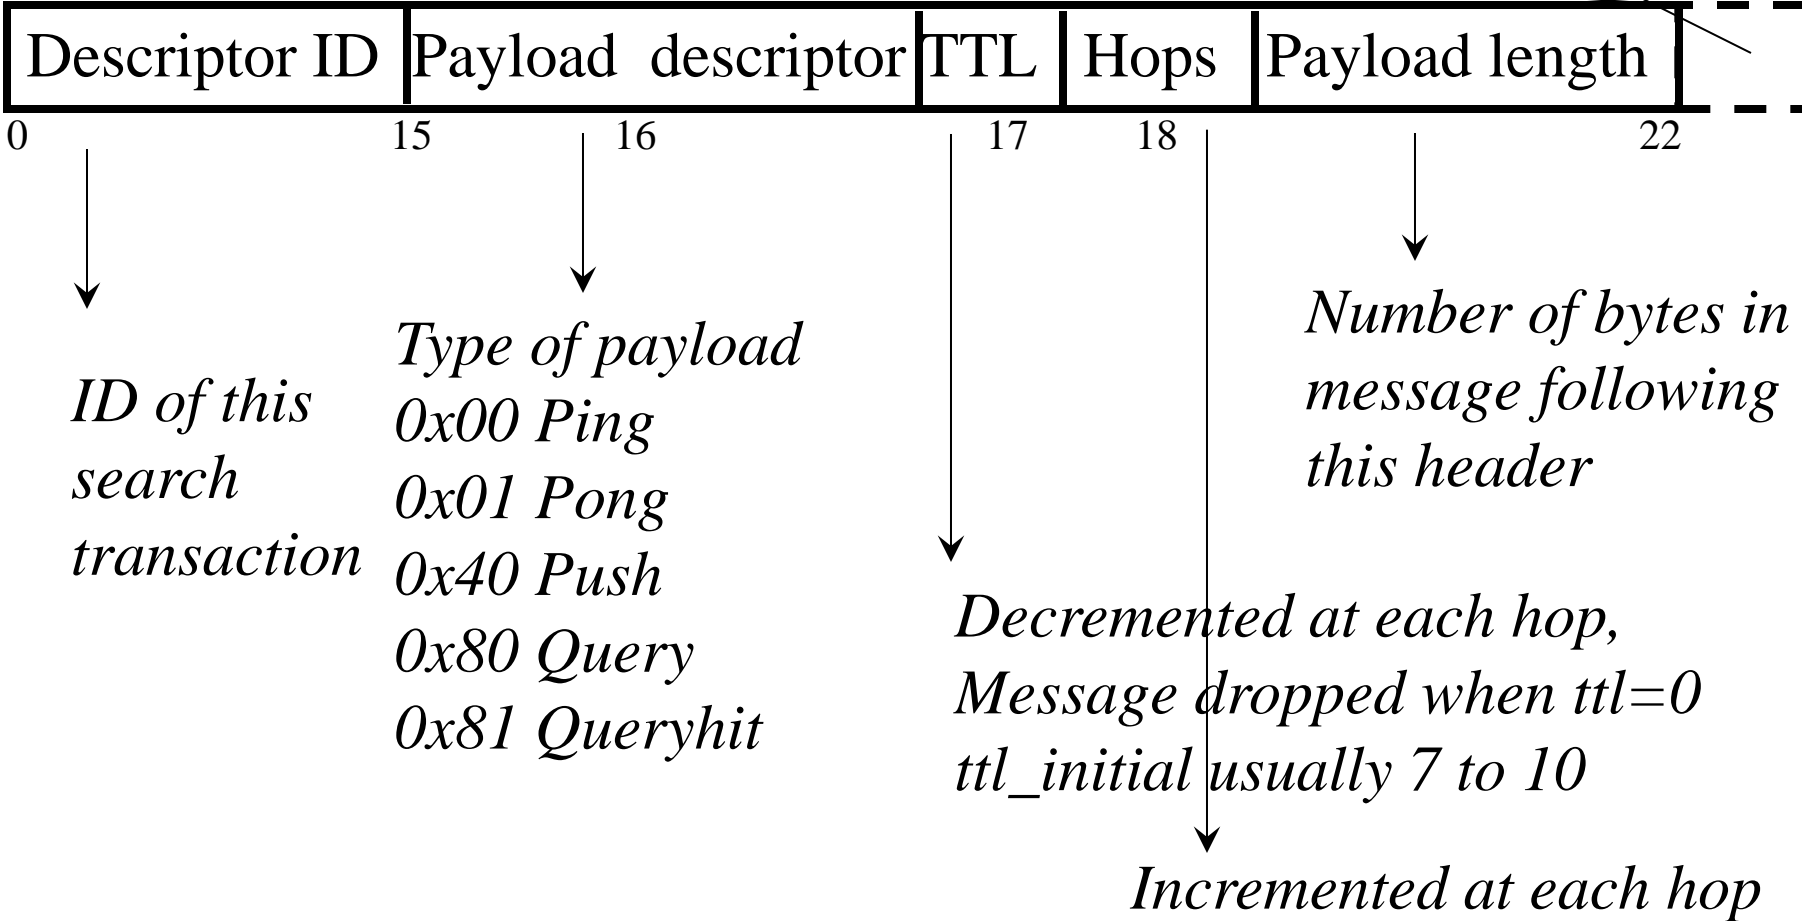 Descriptor ID Payload descriptor TTL Hops Payload length
0 15 16 17 18 22
ID of this
search
transaction
Type of payload
0x00 Ping
0x01 Pong
0x40 Push
0x80 Query
0x81 Queryhit
Number of bytes in
message following
this header
Decremented at each hop,
Message dropped when ttl=0
ttl_initial usually 7 to 10
Incremented at each hop